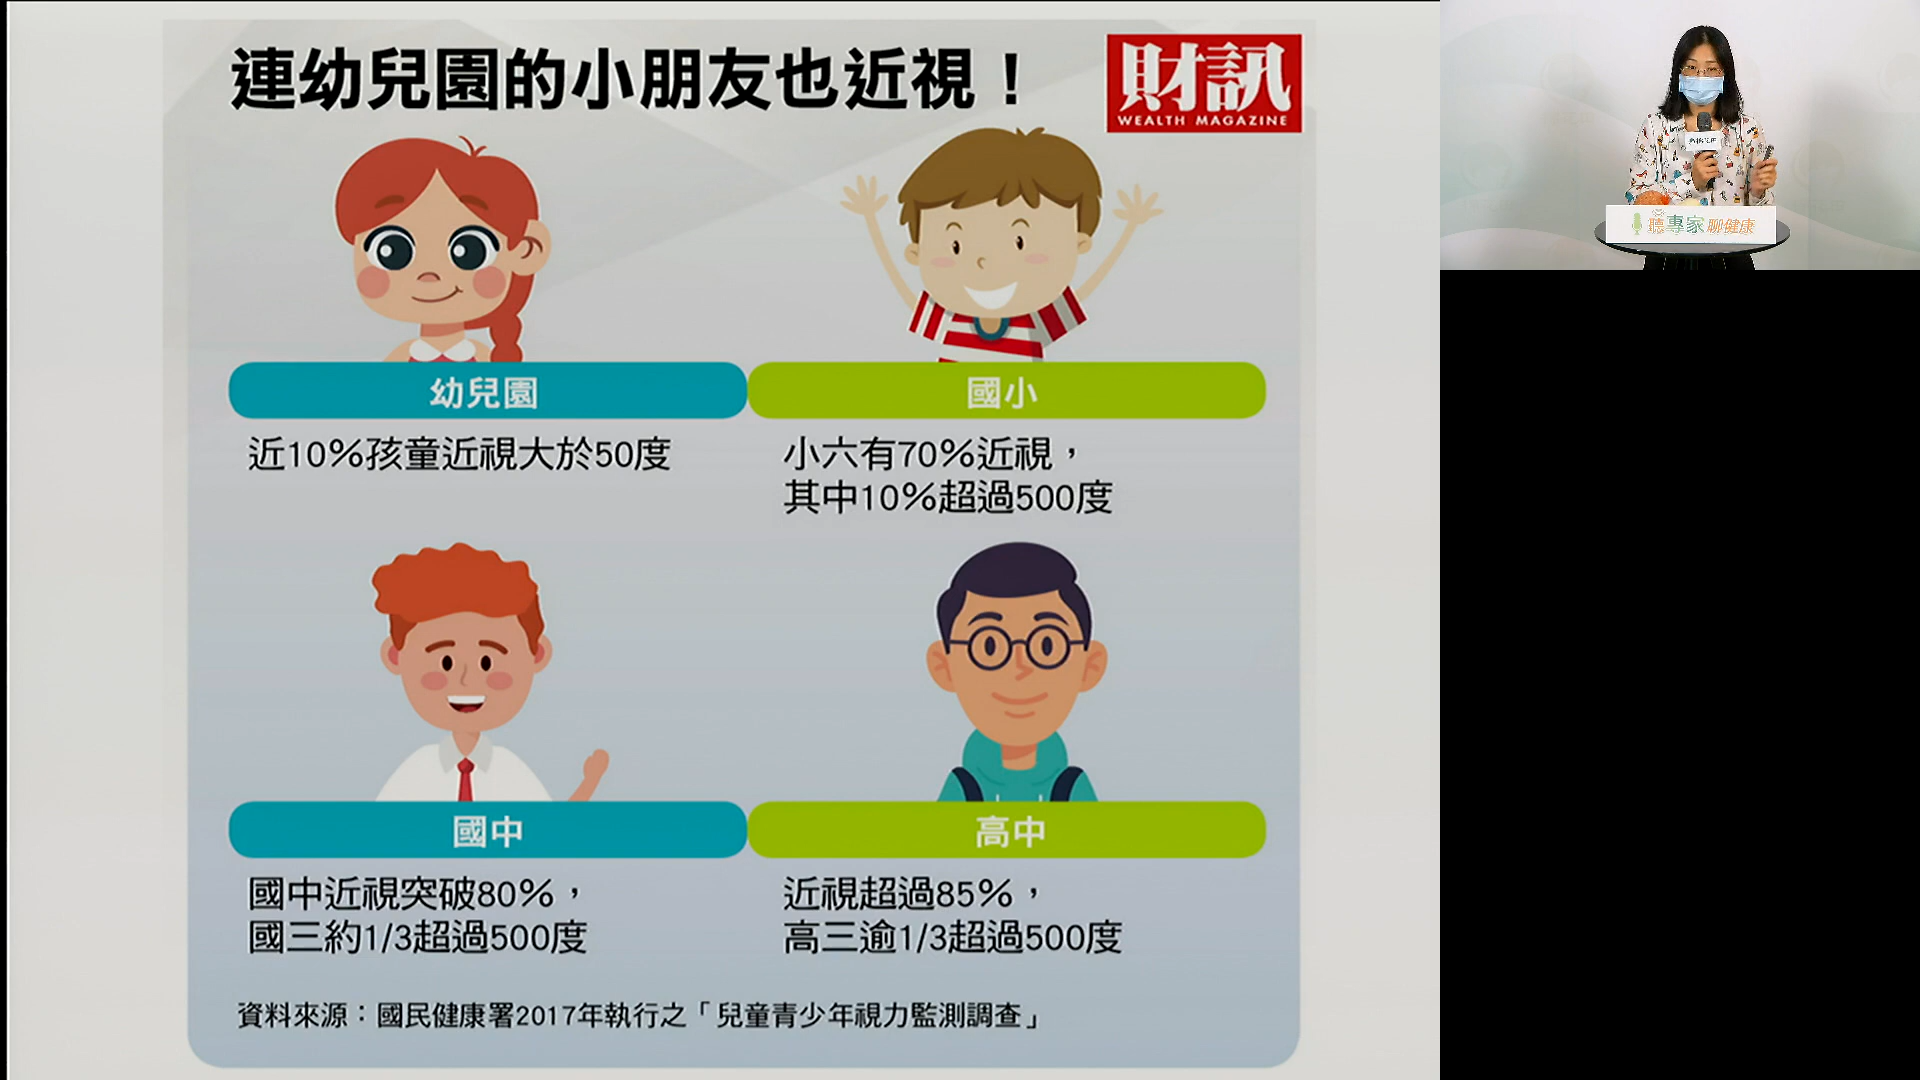 連幼兒園的小朋友也近視！
財訊
WEALTH MAGAZINE
幼兒園
近10%孩童近視大於50度
國小
小六有70%近視，
其中10%超過500度
國中
國中近視突破80%，
國三約1/3超過500度
高中
近視超過85%，
高三逾1/3超過500度
資料來源：國民健康署2017年執行之「兒童青少年視力監測調查」
聽專家聊健康